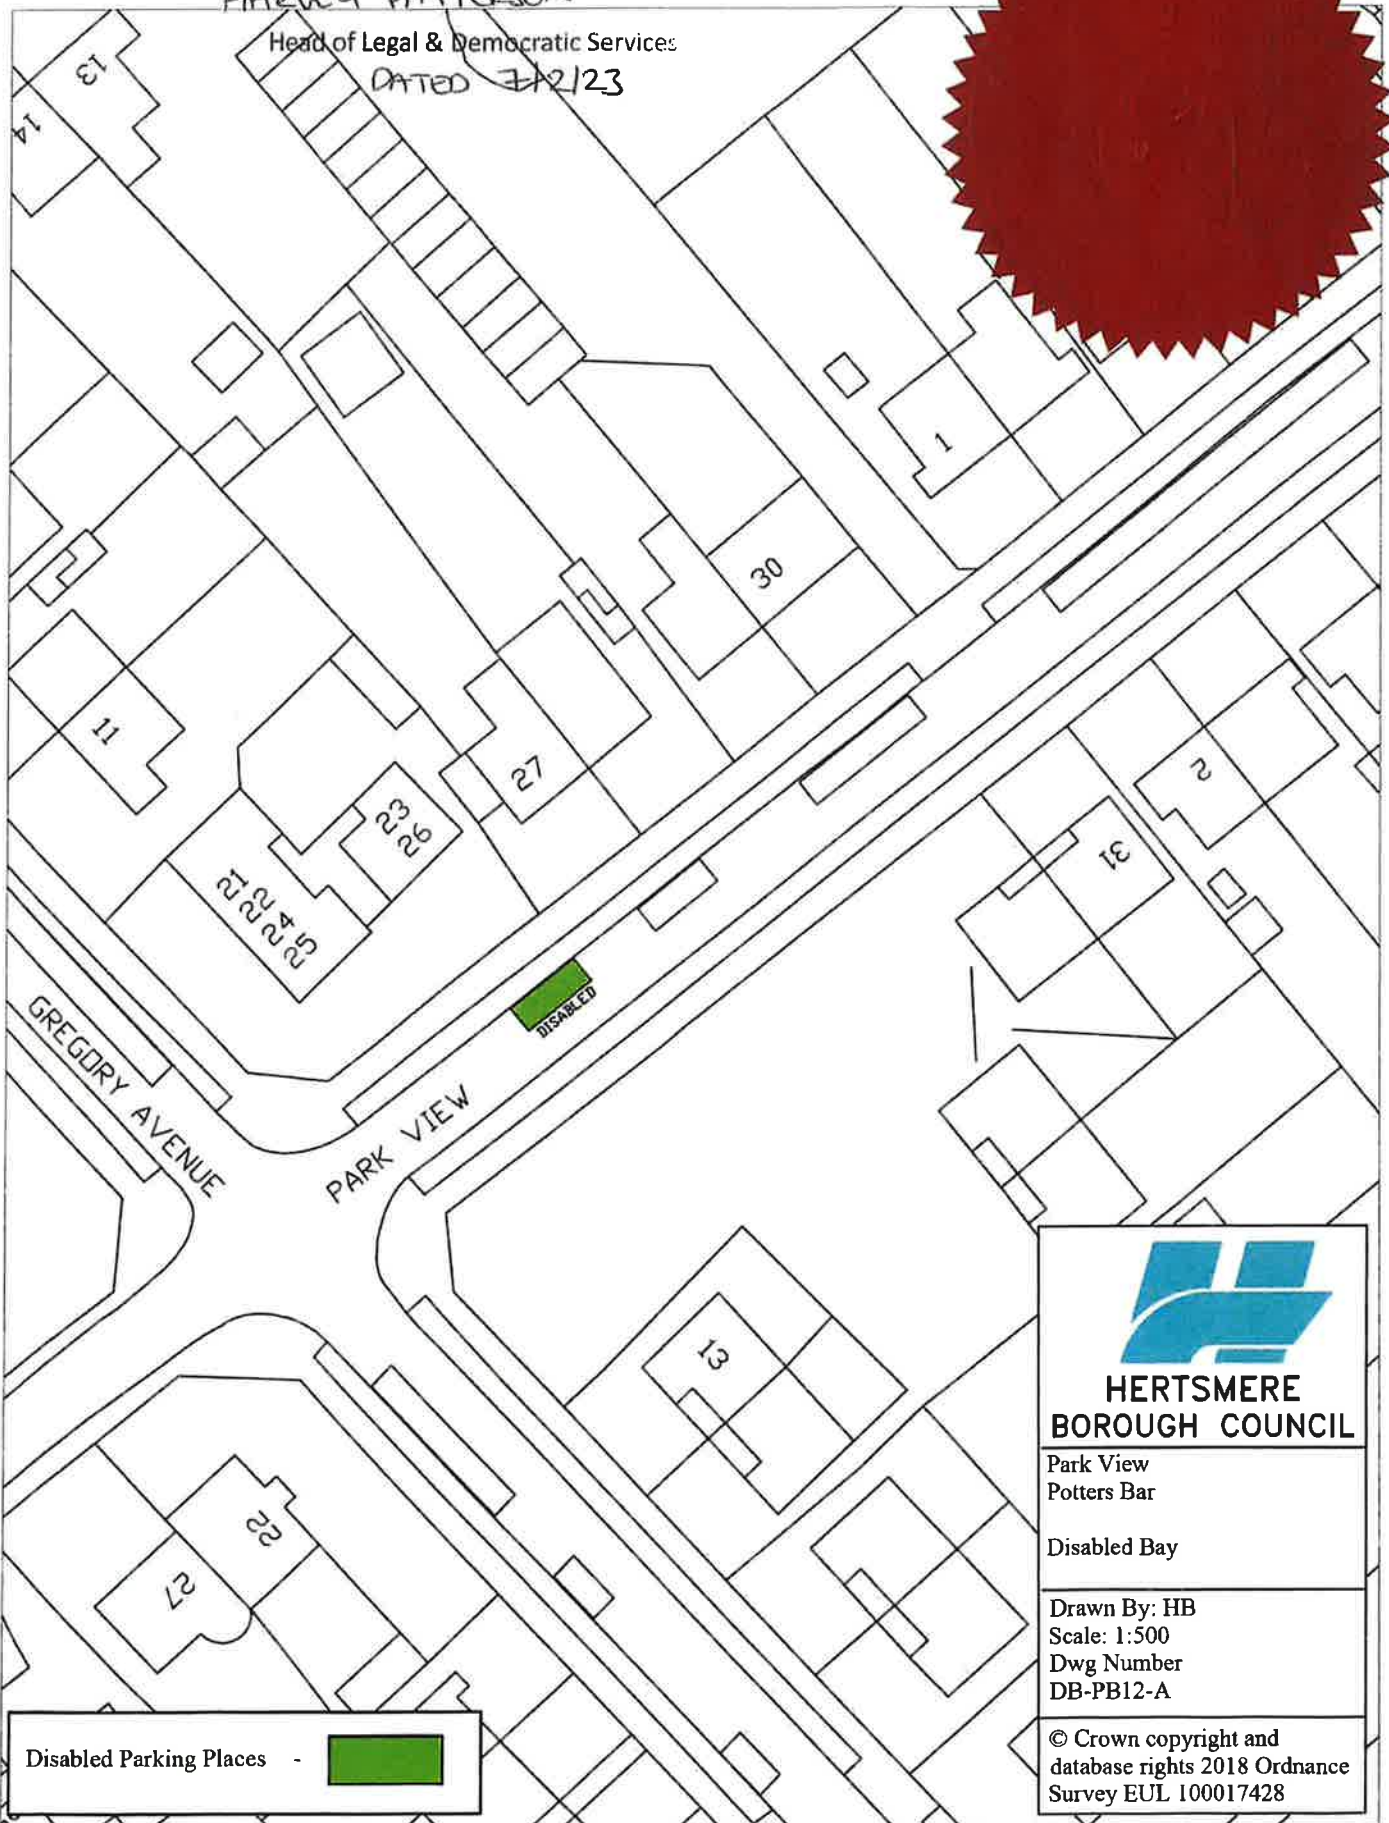 Head of Legal & Democratic Services
DATED 7/2/23
13
14
1
30
11
27
23
26
21
22
24
25
2
31
GREGORY AVENUE
DISABLED
PARK VIEW
13
22
27
HERTSMERE
BOROUGH COUNCIL
Park View
Potters Bar
Disabled Bay
Drawn By: HB
Scale: 1:500
Dwg Number
DB-PB12-A
© Crown copyright and
database rights 2018 Ordnance
Survey EUL 100017428
Disabled Parking Places -